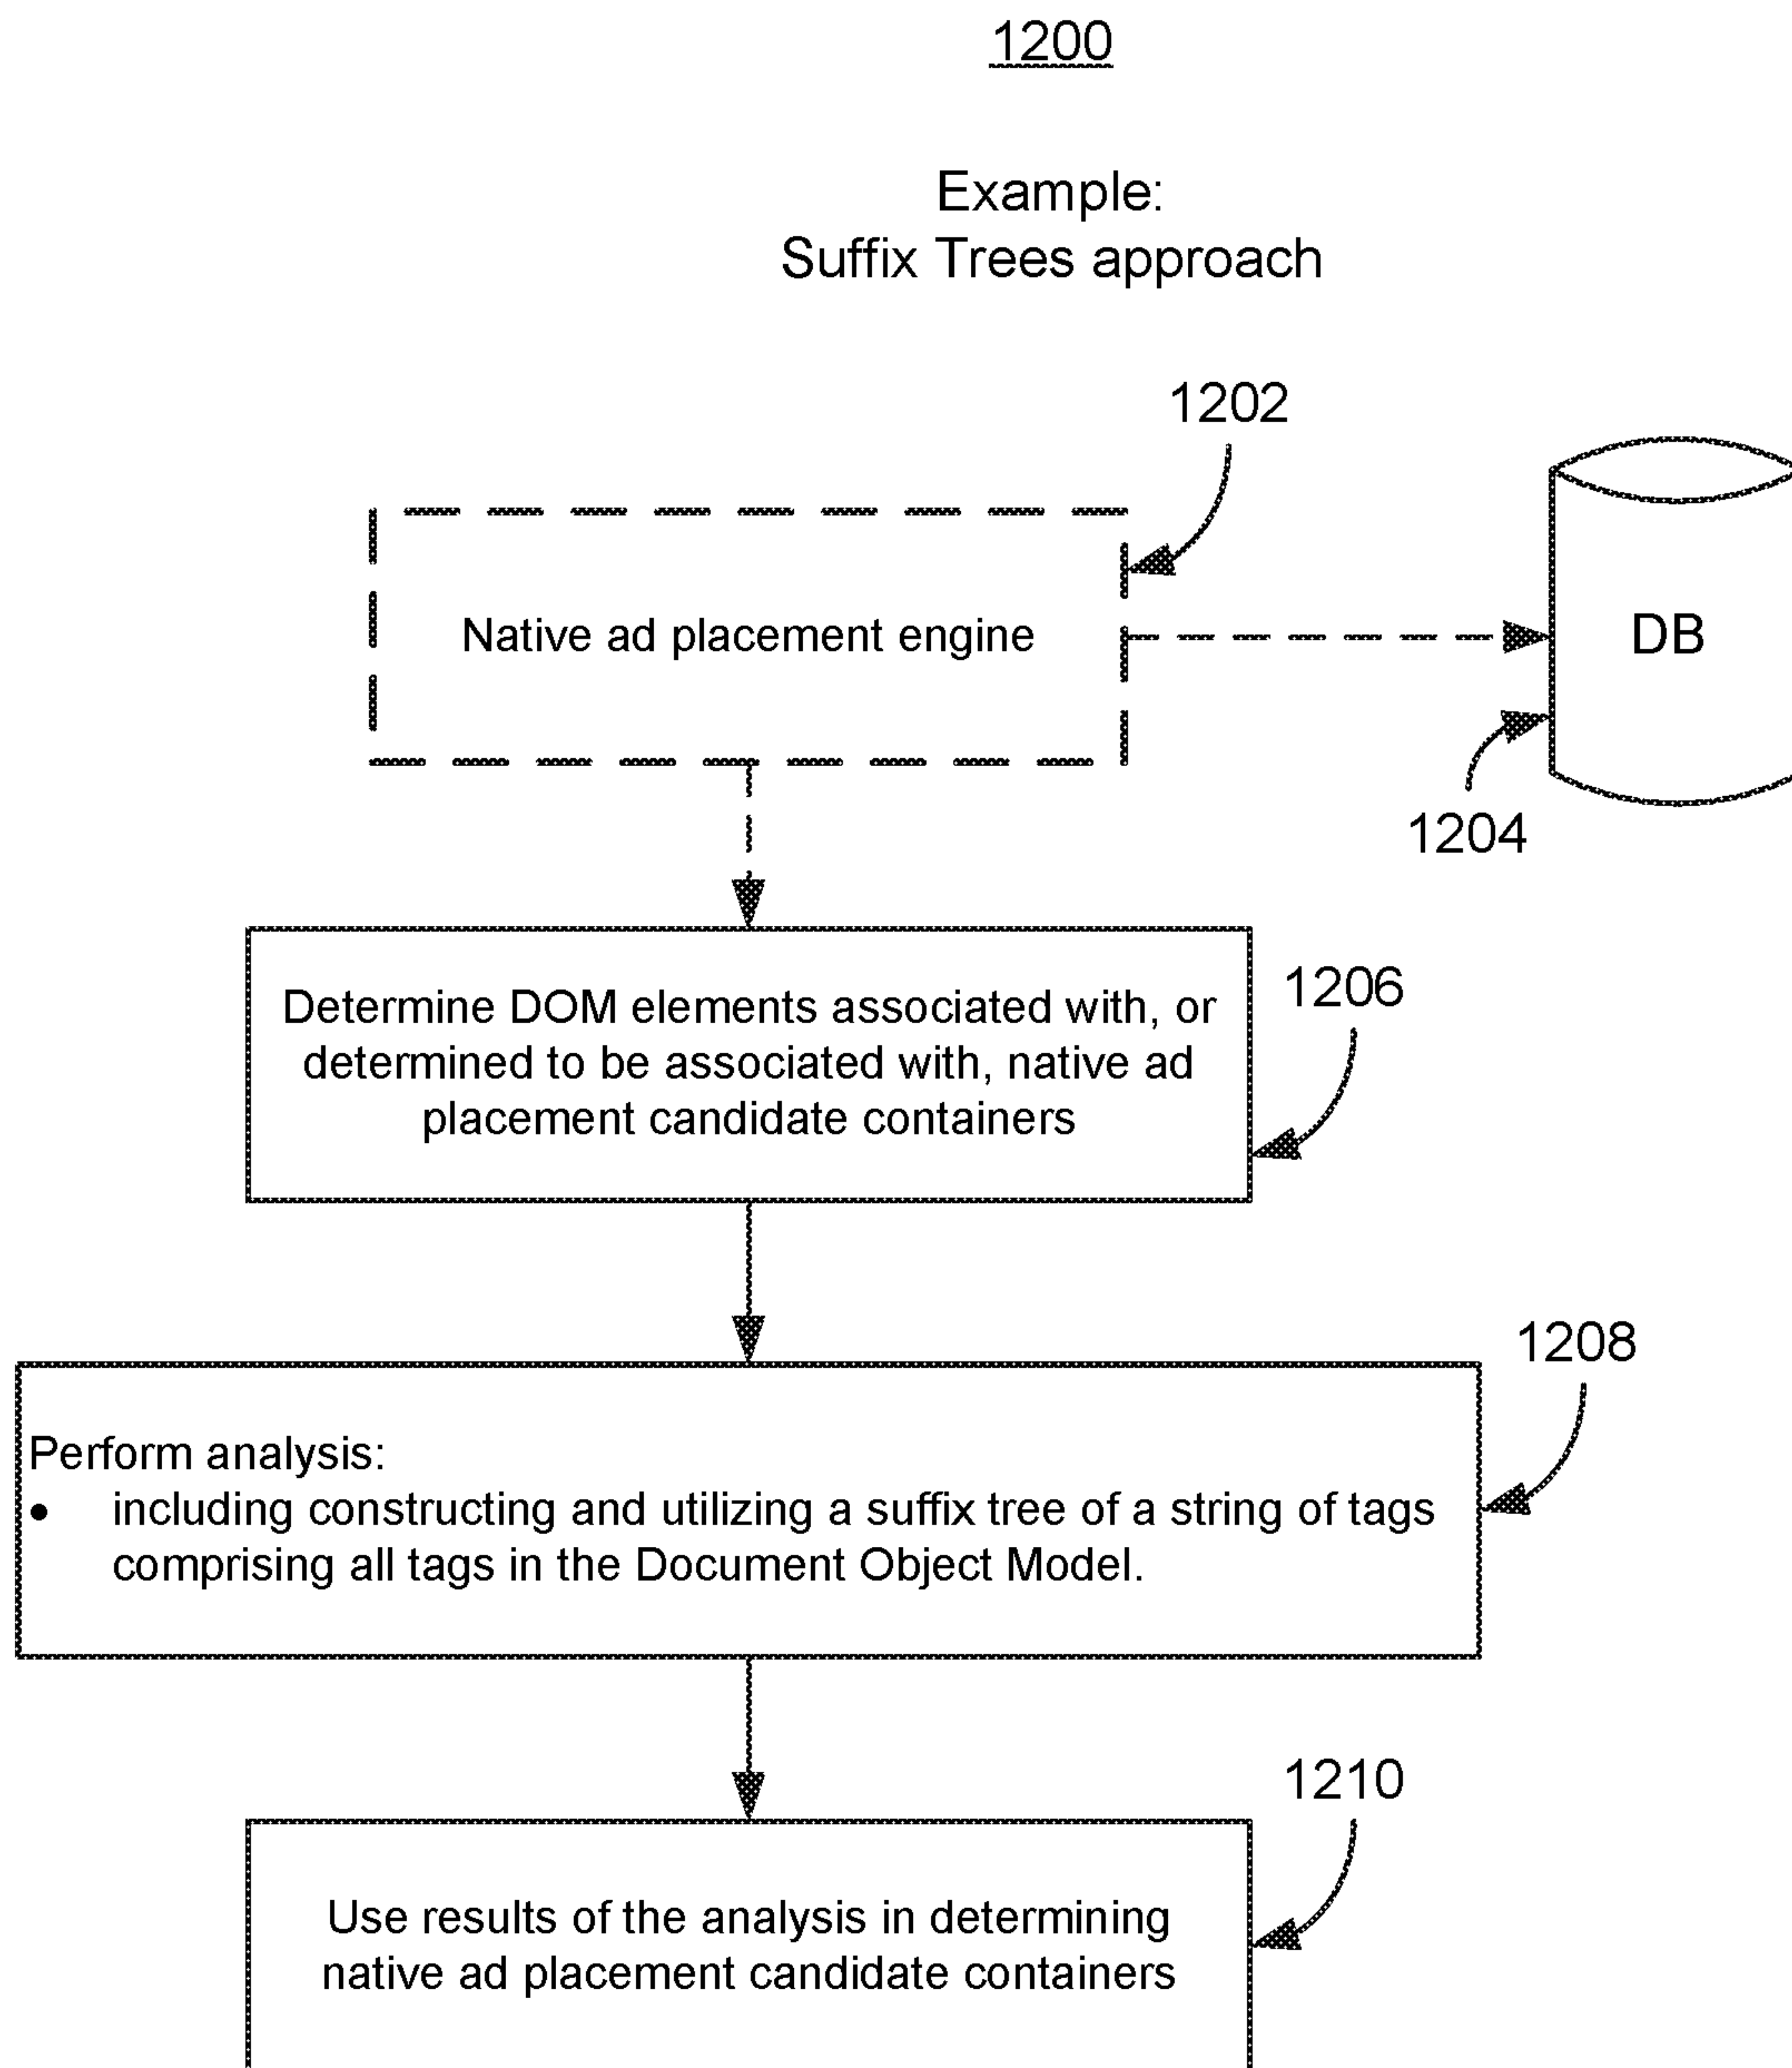 1200
Example:
Suffix Trees approach
1202
Native ad placement engine
DB
1204
Determine DOM elements associated with, or
determined to be associated with, native ad
placement candidate containers
1206
1208
Perform analysis:
• including constructing and utilizing a suffix tree of a string of tags
comprising all tags in the Document Object Model.
1210
Use results of the analysis in determining
native ad placement candidate containers